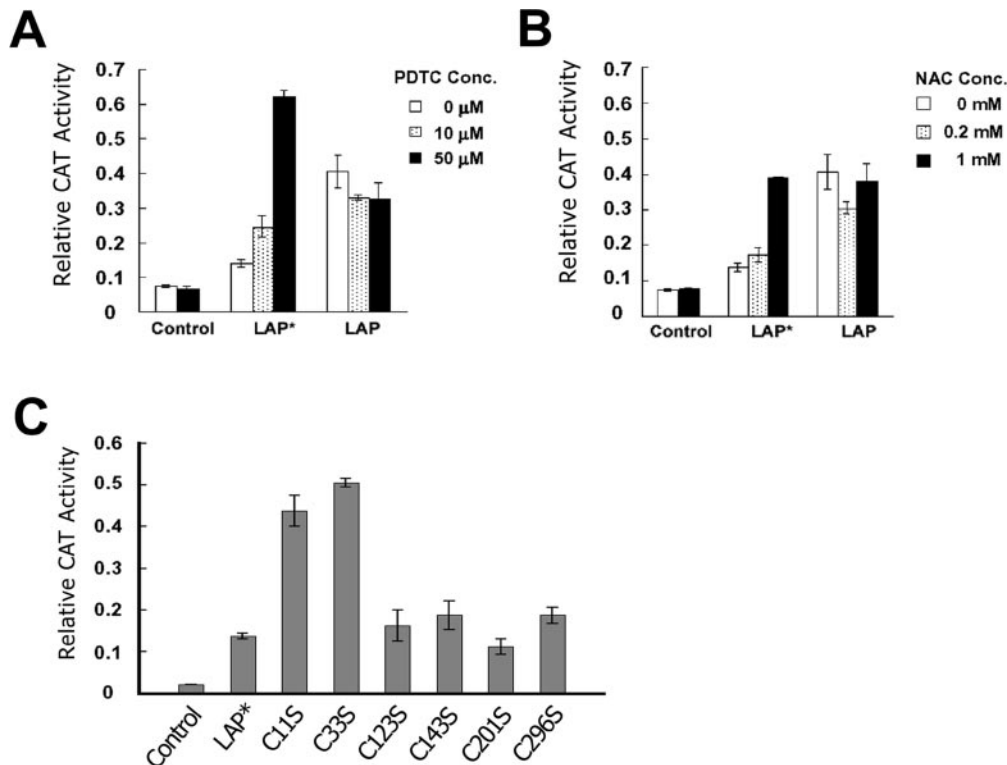 A
Relative CAT Activity
0.7
0.6
0.5
0.4
0.3
0.2
0.1
0
Control
LAP*
LAP
PDTC Conc.
0 µM
10 µM
50 µM
B
Relative CAT Activity
0.7
0.6
0.5
0.4
0.3
0.2
0.1
0
Control
LAP*
LAP
NAC Conc.
0 mM
0.2 mM
1 mM
C
Relative CAT Activity
0.6
0.5
0.4
0.3
0.2
0.1
0
Control
LAP*
C11S
C33S
C123S
C143S
C201S
C296S